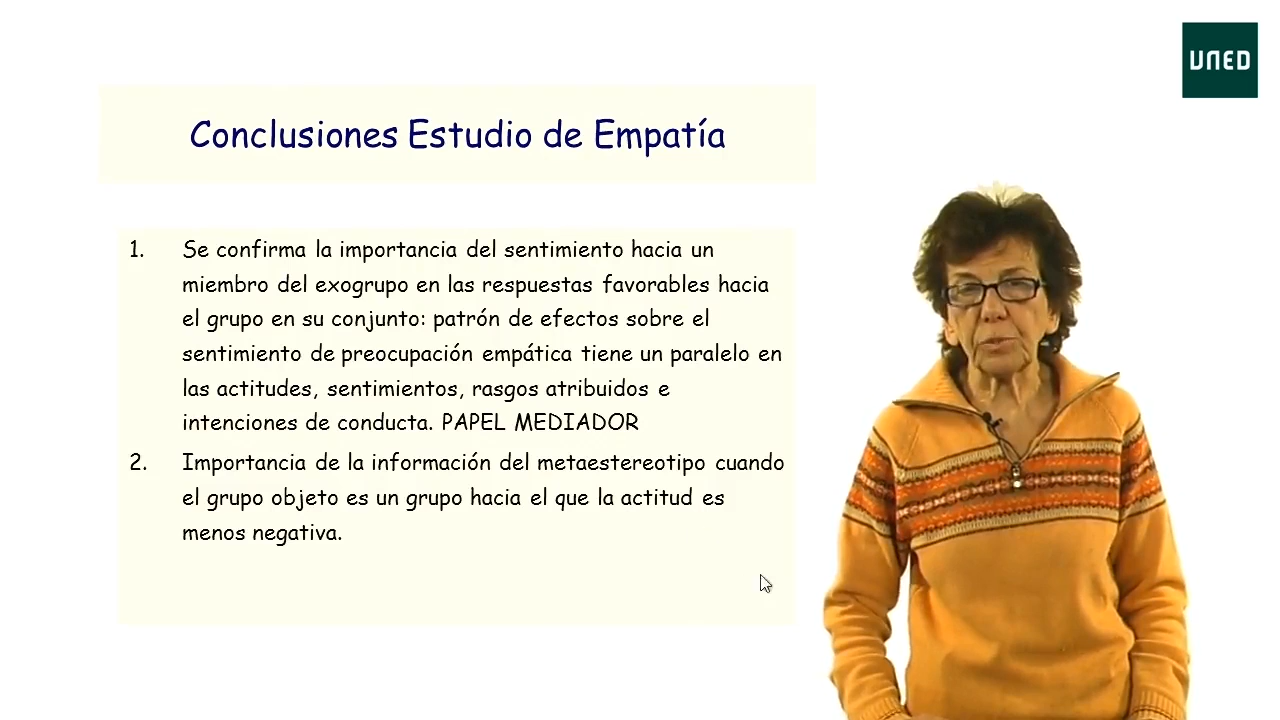 UNED
Conclusiones Estudio de Empatía
1. Se confirma la importancia del sentimiento hacia un
miembro del exogrupo en las respuestas favorables hacia
el grupo en su conjunto: patrón de efectos sobre el
sentimiento de preocupación empática tiene un paralelo en
las actitudes, sentimientos, rasgos atribuidos e
intenciones de conducta. PAPEL MEDIADOR
2. Importancia de la información del metaestereotipo cuando
el grupo objeto es un grupo hacia el que la actitud es
menos negativa.